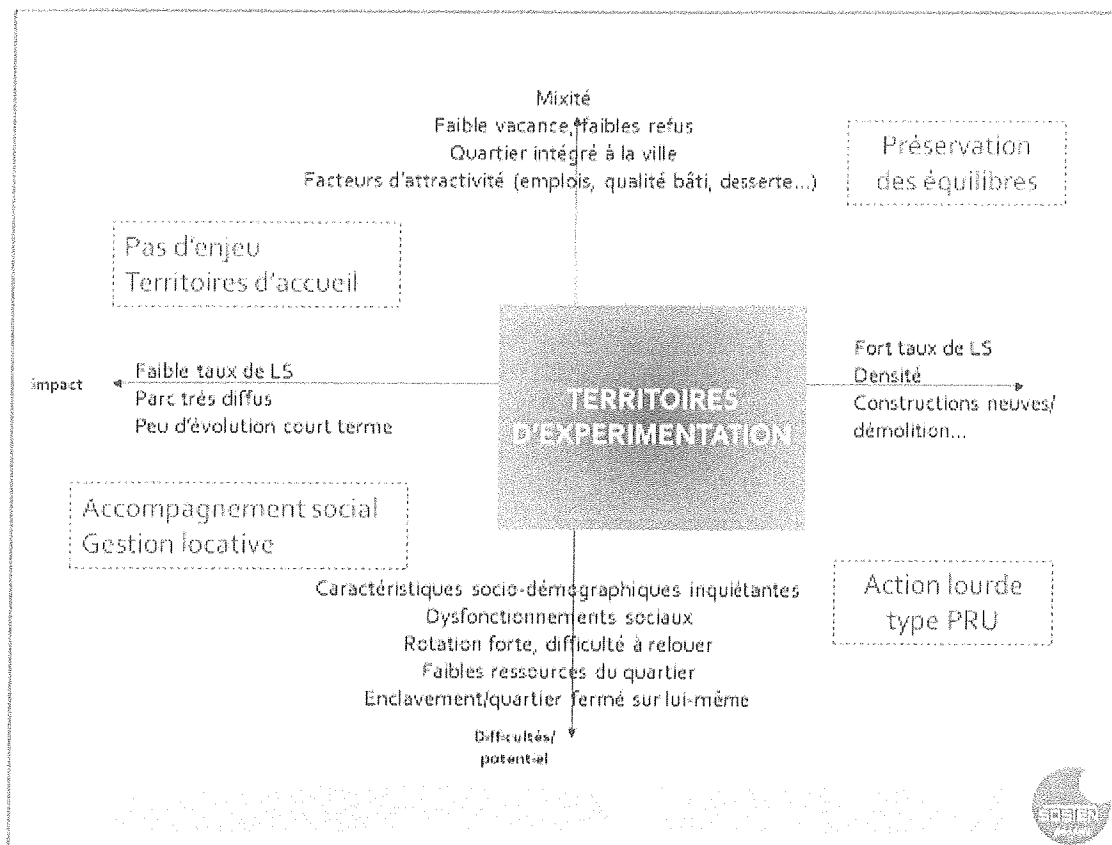 Mixité
Faible vacance, faibles refus
Quartier intégré à la ville
Facteurs d'attractivité (emplois, qualité bâti, desserte...)
Préservation
des équilibres
Pas d'enjeu
Territoires d'accueil
impact
Faible taux de LS
Parc très diffus
Peu d'évolution court terme
TERRITOIRES
D'EXPERIMENTATION
Fort taux de LS
Densité
Constructions neuves/
démolition...
Accompagnement social
Gestion locative
Caractéristiques socio-démographiques inquiétantes
Dysfonctionnements sociaux
Rotation forte, difficulté à relouer
Faibles ressources du quartier
Enclavement/quartier fermé sur lui-même
Action lourde
type PRU
Difficultés/
potentiel